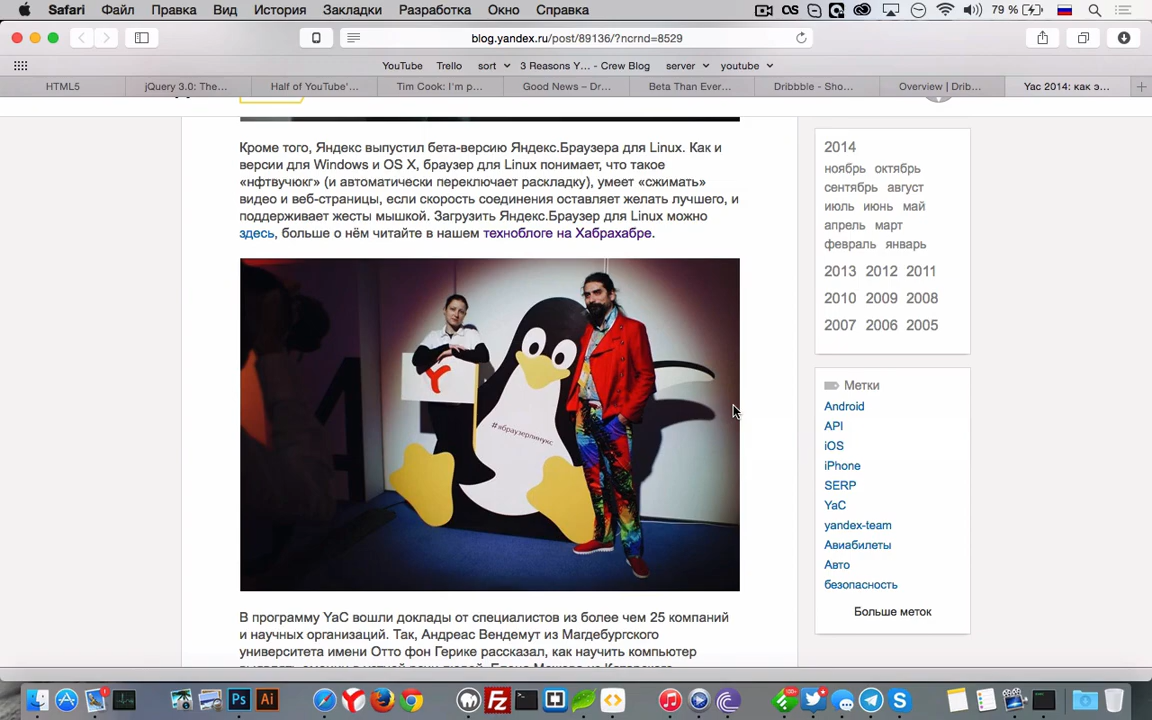 Safari Файл Правка Вид История Закладки Разработка Окно Справка
79 %
blog.yandex.ru/post/89136/?ncrnd=8529
YouTube Trello sort 3 Reasons Y… - Crew Blog server youtube
HTML5 jQuery 3.0: The… Half of YouTube'… Tim Cook: I'm p… Good News – Dr… Beta Than Ever… Dribbble - Sho… Overview | Drib… Yac 2014: как э…
Кроме того, Яндекс выпустил бета-версию Яндекс.Браузера для Linux. Как и
версии для Windows и OS X, браузер для Linux понимает, что такое
«нфтвучюкг» (и автоматически переключает раскладку), умеет «сжимать»
видео и веб-страницы, если скорость соединения оставляет желать лучшего, и
поддерживает жесты мышкой. Загрузить Яндекс.Браузер для Linux можно
здесь, больше о нём читайте в нашем техноблоге на Хабрахабре.
Y
#ябраузерлинукс
В программу YaC вошли доклады от специалистов из более чем 25 компаний
и научных организаций. Так, Андреас Вендемут из Магдебургского
университета имени Отто фон Герике рассказал, как научить компьютер
2014
ноябрь октябрь
сентябрь август
июль июнь май
апрель март
февраль январь
2013 2012 2011
2010 2009 2008
2007 2006 2005
Метки
Android
API
iOS
iPhone
SERP
YaC
yandex-team
Авиабилеты
Авто
безопасность
Больше меток
Ps Ai
Fz